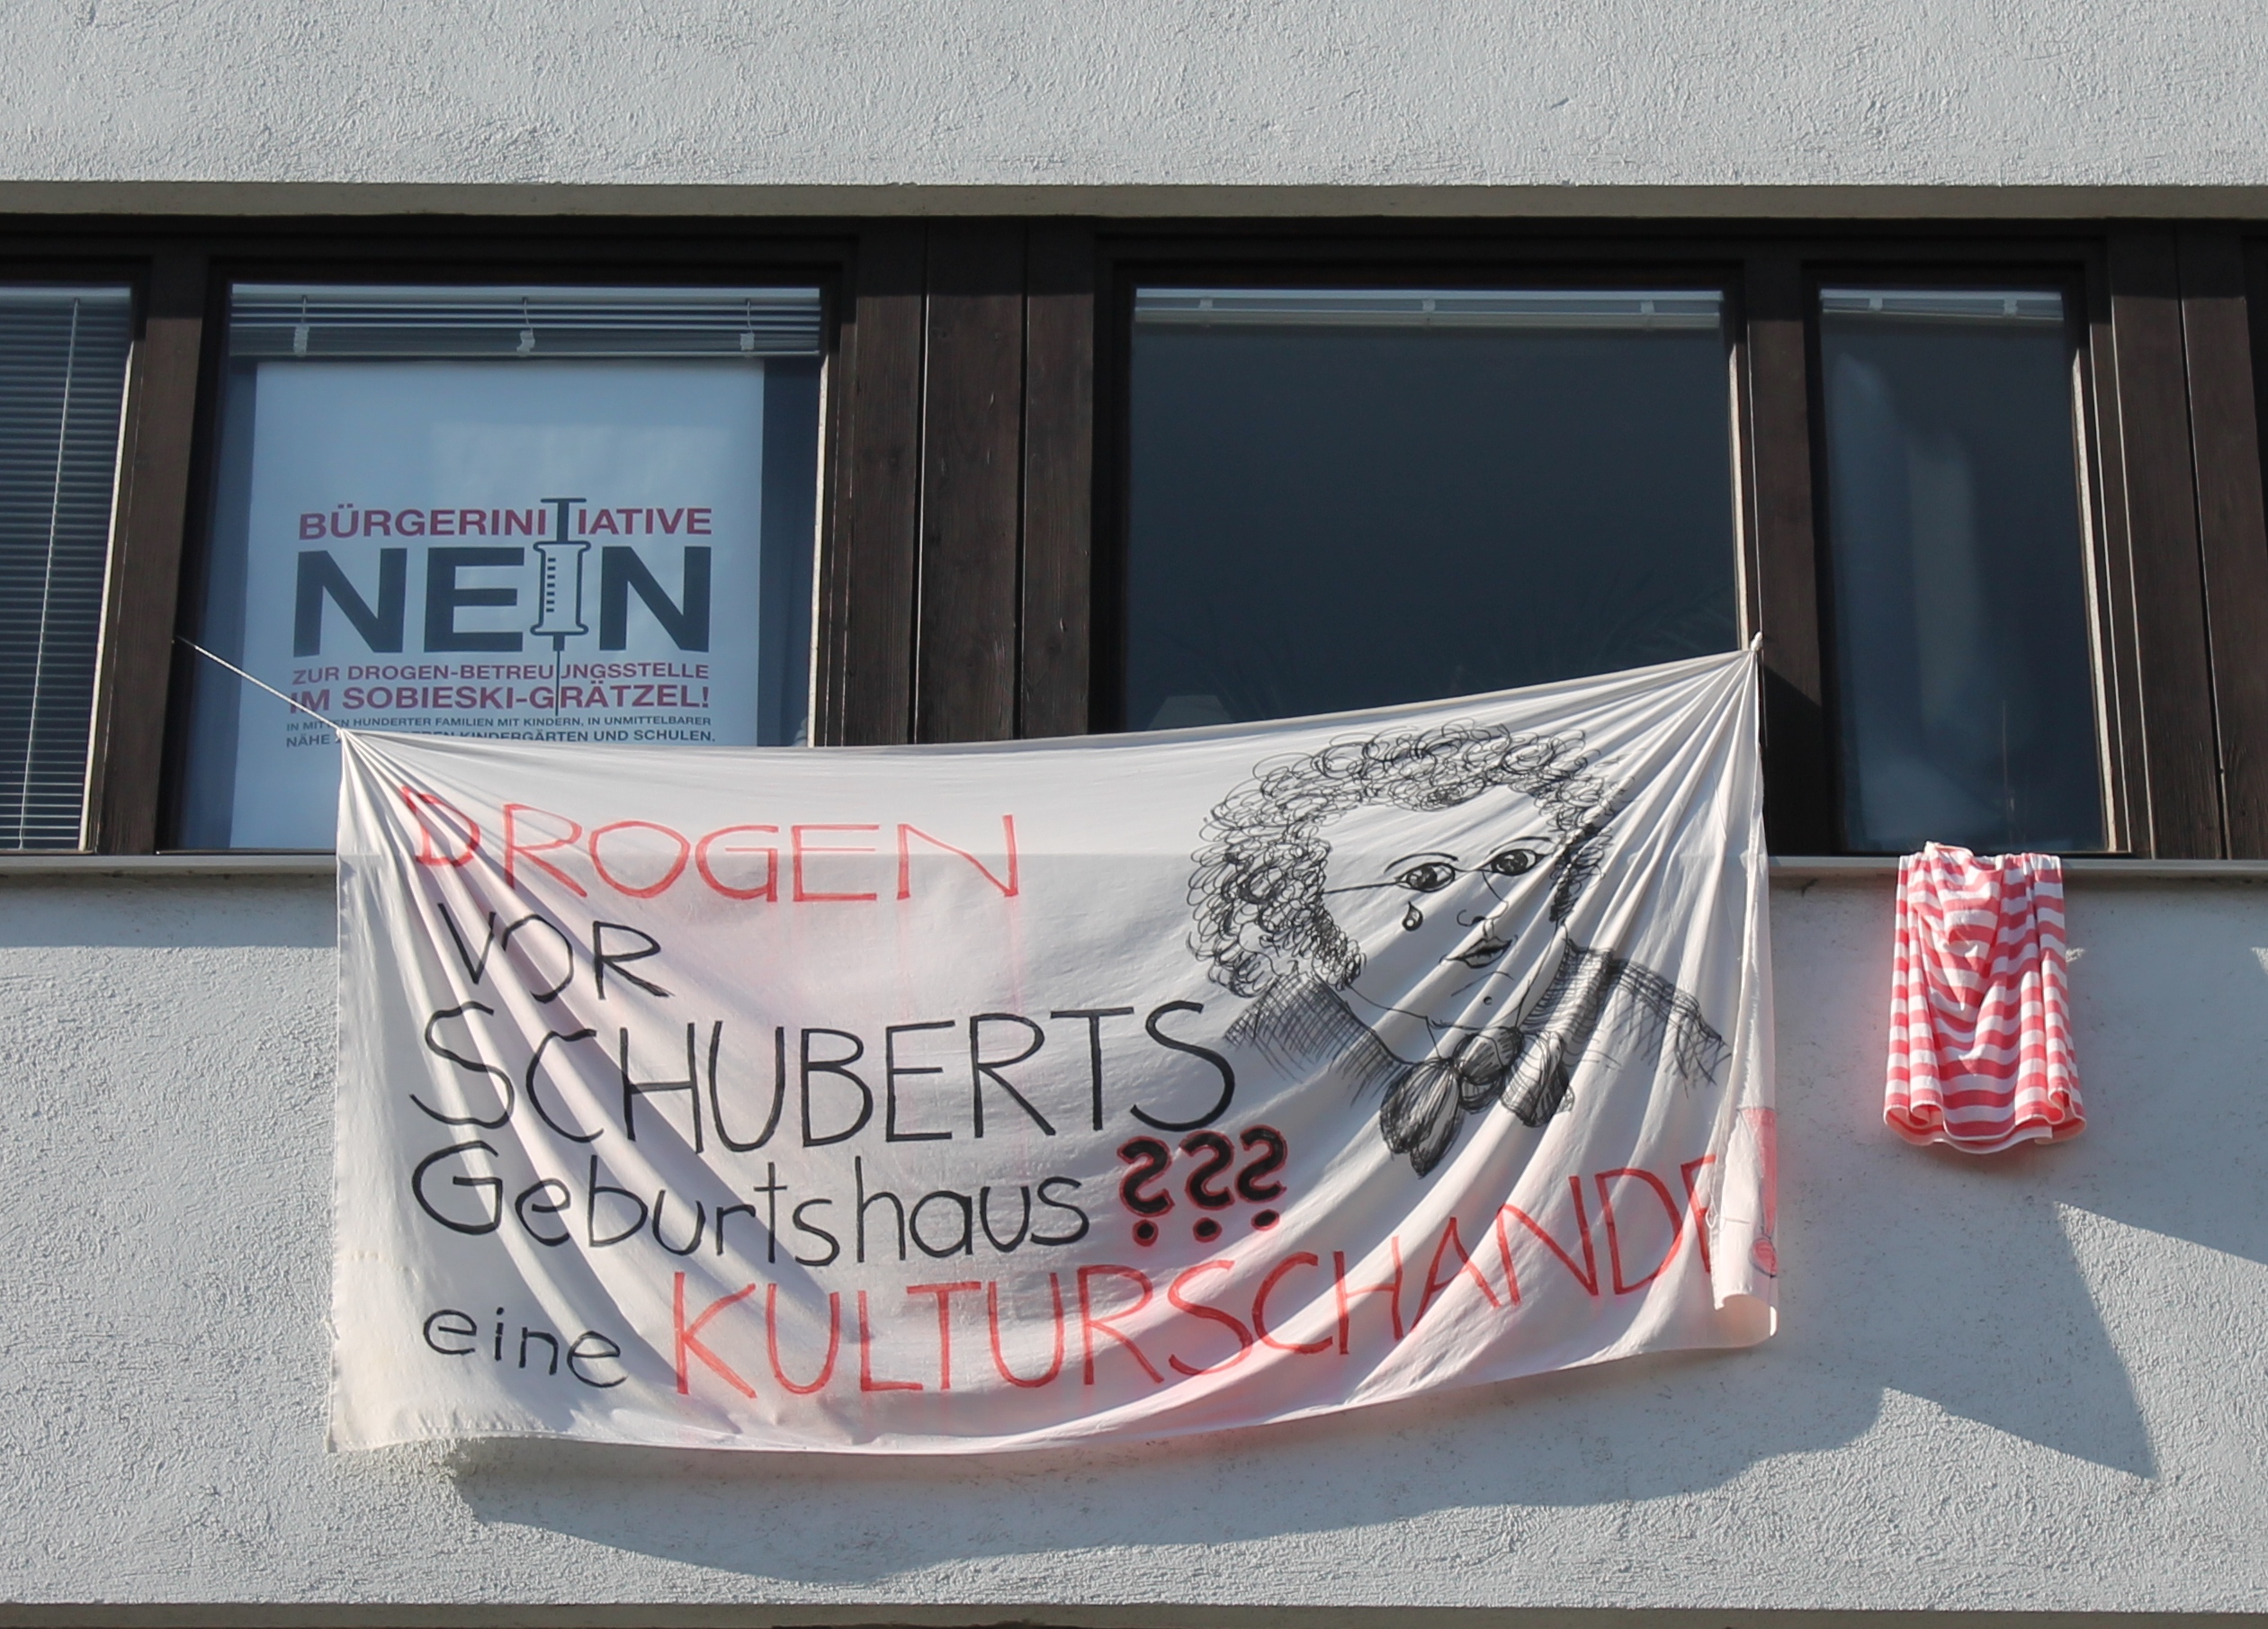 BÜRGERINITIATIVE
NEIN
ZUR DROGEN-BETREUUNGSSTELLE
IM SOBIESKI-GRÄTZEL!
IN MITTEN HUNDERTER FAMILIEN MIT KINDERN, IN UNMITTELBARER
NÄHE KINDERGÄRTEN UND SCHULEN.
DROGEN
VOR
SCHUBERTS
Geburtshaus ???
eine KULTURSCHANDE!